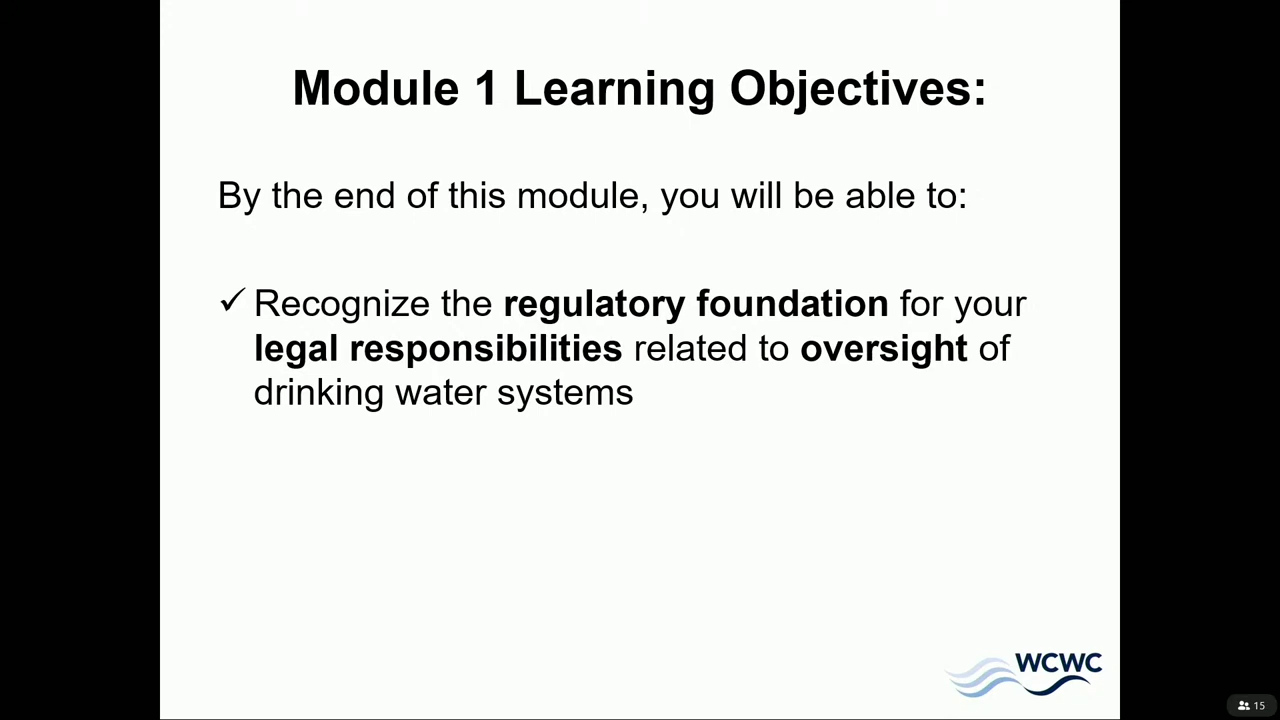 Module 1 Learning Objectives:
By the end of this module, you will be able to:
✓ Recognize the regulatory foundation for your
legal responsibilities related to oversight of
drinking water systems
WCWC
15